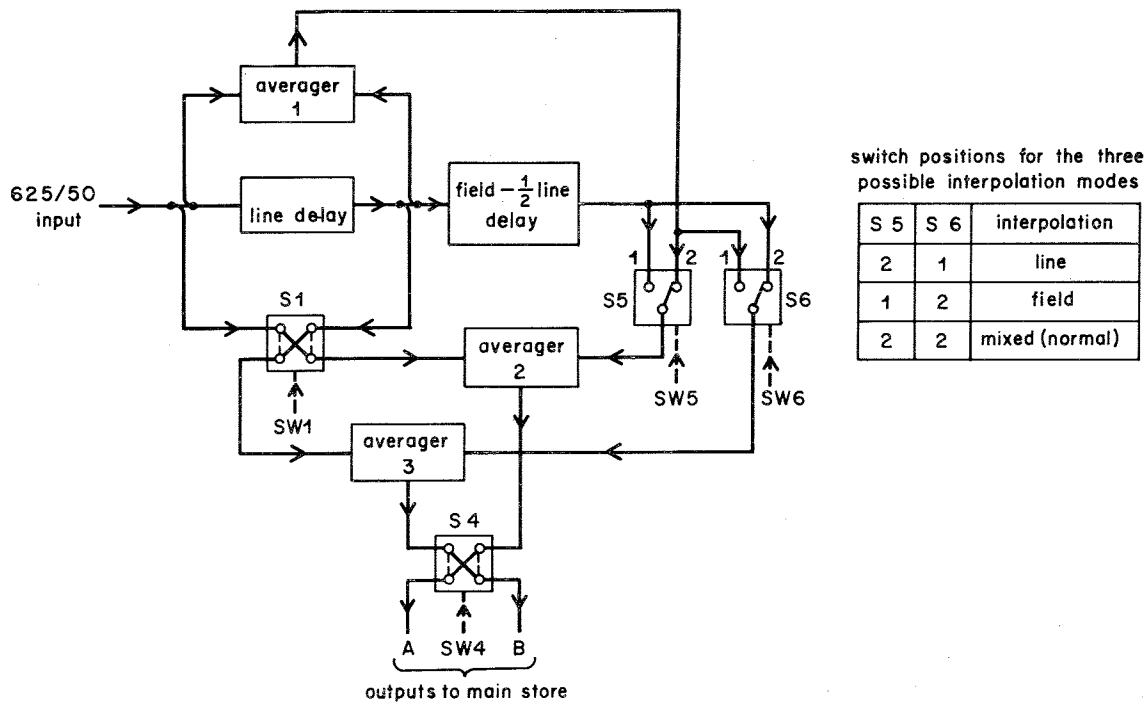 averager
1
625/50
input
line delay
field – 1/2 line
delay
1 2 1 2
S5 S6
S1
averager
2
SW1
SW5 SW6
averager
3
S4
A SW4 B
outputs to main store
switch positions for the three
possible interpolation modes
S 5 S 6 interpolation
2 1 line
1 2 field
2 2 mixed (normal)